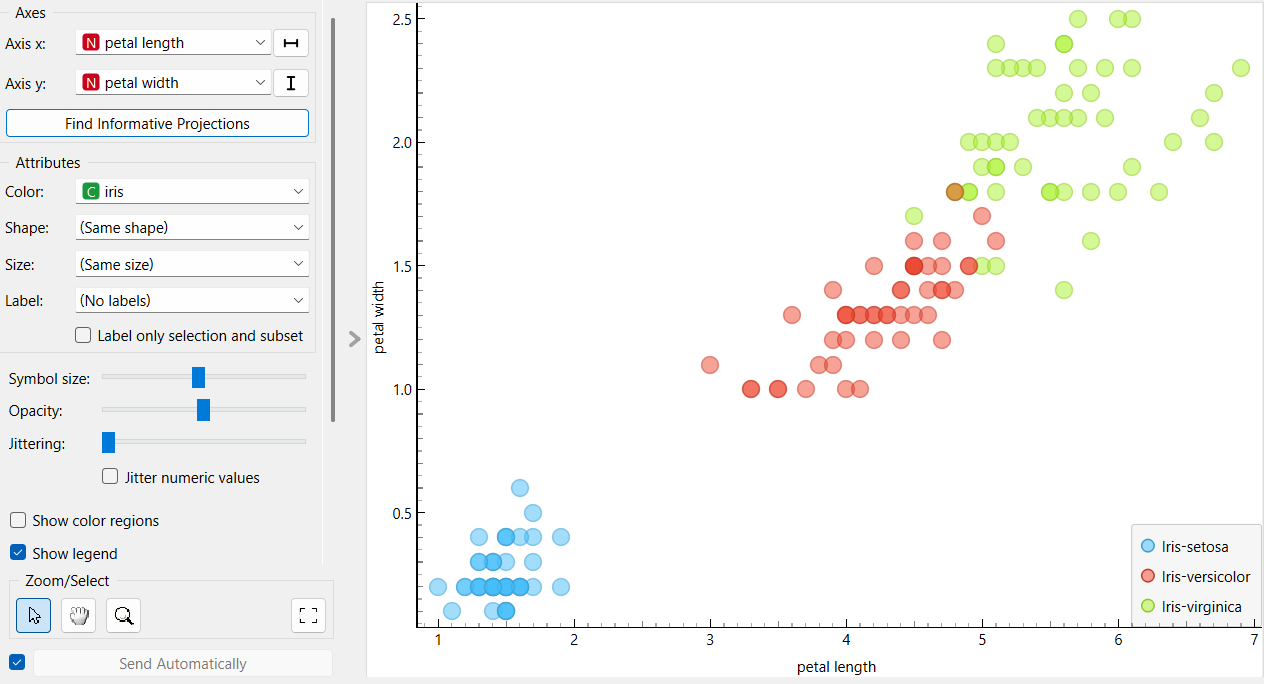 Axes
Axis x: N petal length
Axis y: N petal width
Find Informative Projections
Attributes
Color: C iris
Shape: (Same shape)
Size: (Same size)
Label: (No labels)
Label only selection and subset
Symbol size:
Opacity:
Jittering:
Jitter numeric values
Show color regions
Show legend
Zoom/Select
Send Automatically
2.5
2.0
1.5
1.0
0.5
petal width
1 2 3 4 5 6 7
petal length
Iris-setosa
Iris-versicolor
Iris-virginica